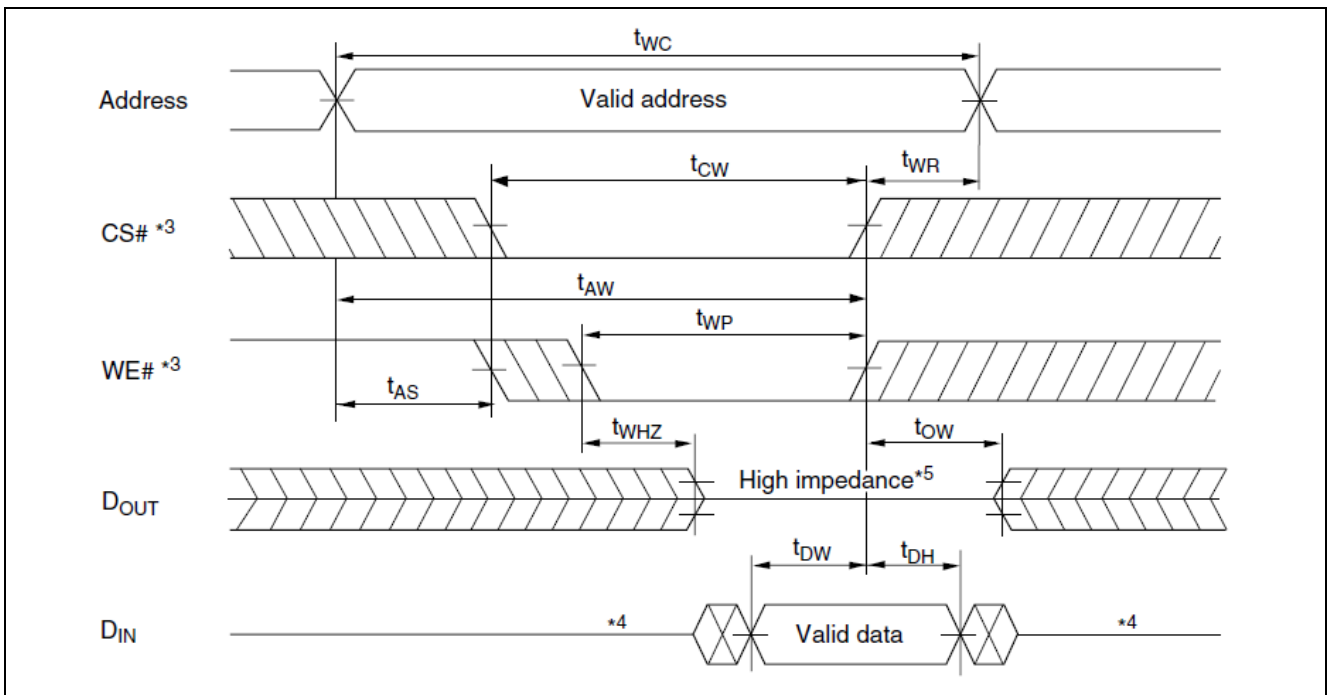 tWC
Address
Valid address
tCW
tWR
CS# *3
tAW
tWP
WE# *3
tAS
tWHZ
tOW
High impedance*5
DOUT
tDW
tDH
DIN
*4
Valid data
*4